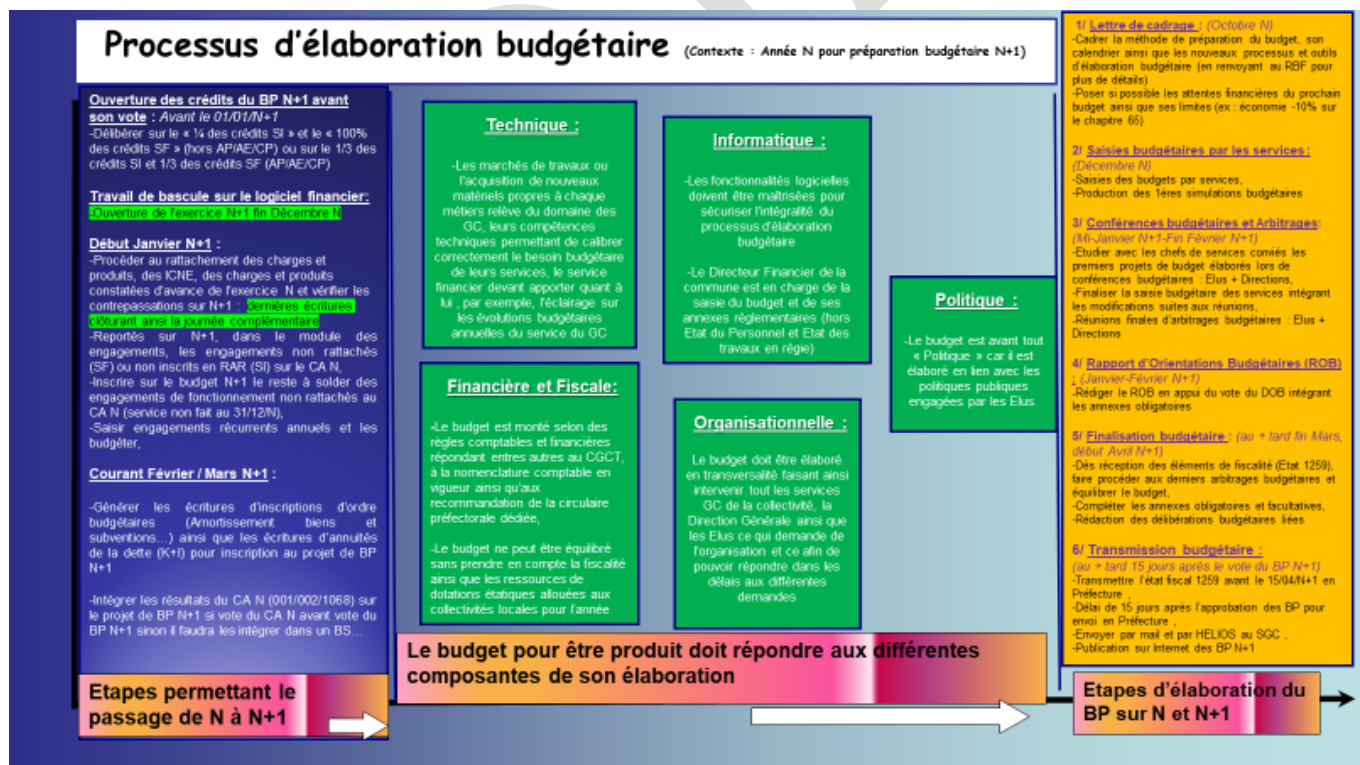 Processus d'élaboration budgétaire (Contexte : Année N pour préparation budgétaire N+1)
Ouverture des crédits du BP N+1 avant
son vote : Avant le 01/01/N+1
-Délibérer sur le « ¼ des crédits SI » et le « 100%
des crédits SF » (hors AP/AE/CP) ou sur le 1/3 des
crédits SI et 1/3 des crédits SF (AP/AE/CP)
Travail de bascule sur le logiciel financier:
-Ouverture de l'exercice N+1 fin Décembre N
Début Janvier N+1 :
-Procéder au rattachement des charges et
produits, des ICNE, des charges et produits
constatées d'avance de l'exercice N et vérifier les
contrepassations sur N+1 : dernières écritures
clôturant ainsi la journée complémentaire
-Reportés sur N+1, dans le module des
engagements, les engagements non rattachés
(SF) ou non inscrits en RAR (SI) sur le CA N,
-Inscrire sur le budget N+1 le reste à solder des
engagements de fonctionnement non rattachés au
CA N (service non fait au 31/12/N),
-Saisir engagements récurrents annuels et les
budgéter,
Courant Février / Mars N+1 :
-Générer les écritures d'inscriptions d'ordre
budgétaires (Amortissement biens et
subventions...) ainsi que les écritures d'annuités
de la dette (K+I) pour inscription au projet de BP
N+1
-Intégrer les résultats du CA N (001/002/1068) sur
le projet de BP N+1 si vote du CA N avant vote du
BP N+1 sinon il faudra les intégrer dans un BS...
Etapes permettant le
passage de N à N+1
Technique :
-Les marchés de travaux ou
l'acquisition de nouveaux
matériels propres à chaque
métiers relève du domaine des
GC, leurs compétences
techniques permettant de calibrer
correctement le besoin budgétaire
de leurs services, le service
financier devant apporter quant à
lui , par exemple, l'éclairage sur
les évolutions budgétaires
annuelles du service du GC
Financière et Fiscale:
-Le budget est monté selon des
règles comptables et financières
répondant entres autres au CGCT,
à la nomenclature comptable en
vigueur ainsi qu'aux
recommandation de la circulaire
préfectorale dédiée,
-Le budget ne peut être équilibré
sans prendre en compte la fiscalité
ainsi que les ressources de
dotations étatiques allouées aux
collectivités locales pour l'année
Informatique :
-Les fonctionnalités logicielles
doivent être maîtrisées pour
sécuriser l'intégralité du
processus d'élaboration
budgétaire
-Le Directeur Financier de la
commune est en charge de la
saisie du budget et de ses
annexes règlementaires (hors
Etat du Personnel et Etat des
travaux en régie)
Organisationnelle :
Le budget doit être élaboré
en transversalité faisant ainsi
intervenir tout les services
GC de la collectivité, la
Direction Générale ainsi que
les Elus ce qui demande de
l'organisation et ce afin de
pouvoir répondre dans les
délais aux différentes
demandes
Politique :
-Le budget est avant tout
« Politique » car il est
élaboré en lien avec les
politiques publiques
engagées par les Elus.
Le budget pour être produit doit répondre aux différentes
composantes de son élaboration
1/ Lettre de cadrage : (Octobre N)
-Cadrer la méthode de préparation du budget, son
calendrier ainsi que les nouveaux processus et outils
d'élaboration budgétaire (en renvoyant au RBF pour
plus de détails)
-Poser si possible les attentes financières du prochain
budget ainsi que ses limites (ex : économie -10% sur
le chapitre 65)
2/ Saisies budgétaires par les services :
(Décembre N)
-Saisies des budgets par services,
-Production des 1ères simulations budgétaires
3/ Conférences budgétaires et Arbitrages:
(Mi-Janvier N+1-Fin Février N+1)
-Etudier avec les chefs de services conviés les
premiers projets de budget élaborés lors de
conférences budgétaires : Elus + Directions,
-Finaliser la saisie budgétaire des services intégrant
les modifications suites aux réunions,
-Réunions finales d'arbitrages budgétaires : Elus +
Directions
4/ Rapport d'Orientations Budgétaires (ROB)
: (Janvier-Février N+1)
-Rédiger le ROB en appui du vote du DOB intégrant
les annexes obligatoires
5/ Finalisation budgétaire : (au + tard fin Mars,
début Avril N+1)
-Dès réception des éléments de fiscalité (Etat 1259),
faire procéder aux derniers arbitrages budgétaires et
équilibrer le budget,
-Compléter les annexes obligatoires et facultatives,
-Rédaction des délibérations budgétaires liées
6/ Transmission budgétaire :
(au + tard 15 jours après le vote du BP N+1)
-Transmettre l'état fiscal 1259 avant le 15/04/N+1 en
Préfecture ,
-Délai de 15 jours après l'approbation des BP pour
envoi en Préfecture ,
-Envoyer par mail et par HELIOS au SGC ,
-Publication sur Internet des BP N+1
Etapes d'élaboration du
BP sur N et N+1